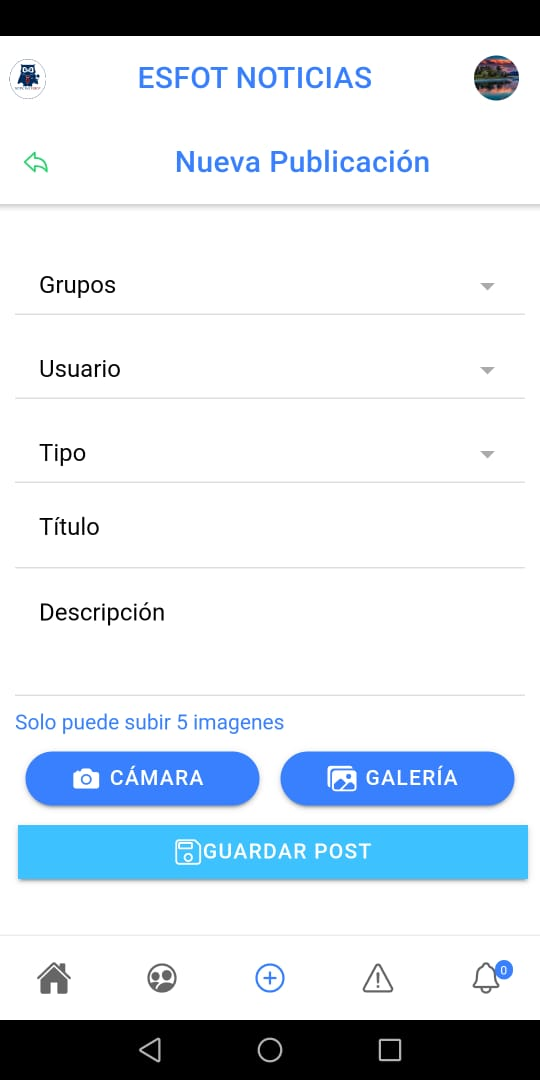 ESFOT NOTICIAS
Nueva Publicación
Grupos
Usuario
Tipo
Título
Descripción
Solo puede subir 5 imagenes
CÁMARA
GALERÍA
GUARDAR POST
0